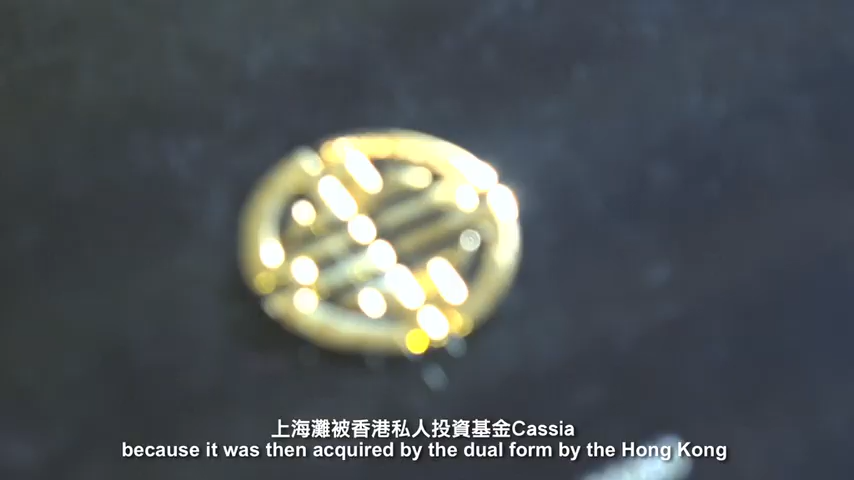 上海灘被香港私人投資基金Cassia
because it was then acquired by the dual form by the Hong Kong